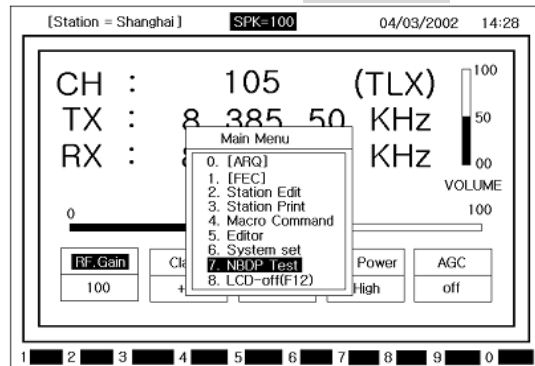 [Station = Shanghai] SPK=100 04/03/2002 14:28
CH : 105 (TLX)
TX : 8 385 50 KHz
RX : KHz
100
50
00
VOLUME
0 100
Main Menu
0. [ARQ]
1. [FEC]
2. Station Edit
3. Station Print
4. Macro Command
5. Editor
6. System set
7. NBDP Test
8. LCD-off(F12)
RF.Gain Cla Power AGC
100 + High off
1 2 3 4 5 6 7 8 9 0